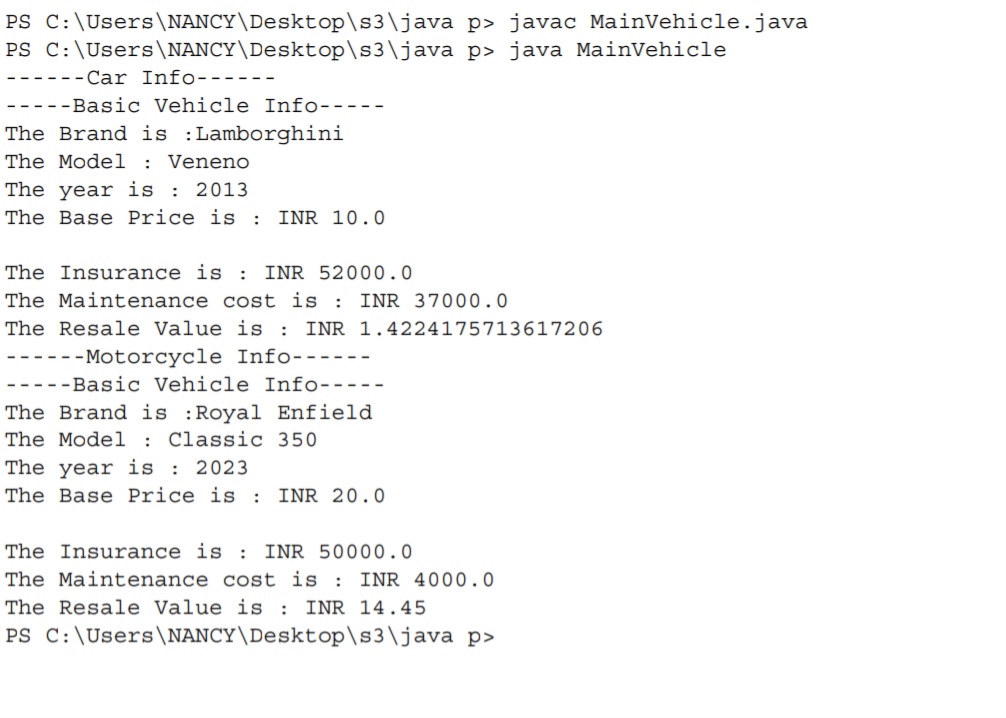 PS C:\Users\NANCY\Desktop\s3\java p> javac MainVehicle.java
PS C:\Users\NANCY\Desktop\s3\java p> java MainVehicle
------Car Info------
-----Basic Vehicle Info-----
The Brand is :Lamborghini
The Model : Veneno
The year is : 2013
The Base Price is : INR 10.0
The Insurance is : INR 52000.0
The Maintenance cost is : INR 37000.0
The Resale Value is : INR 1.4224175713617206
------Motorcycle Info------
-----Basic Vehicle Info-----
The Brand is :Royal Enfield
The Model : Classic 350
The year is : 2023
The Base Price is : INR 20.0
The Insurance is : INR 50000.0
The Maintenance cost is : INR 4000.0
The Resale Value is : INR 14.45
PS C:\Users\NANCY\Desktop\s3\java p>